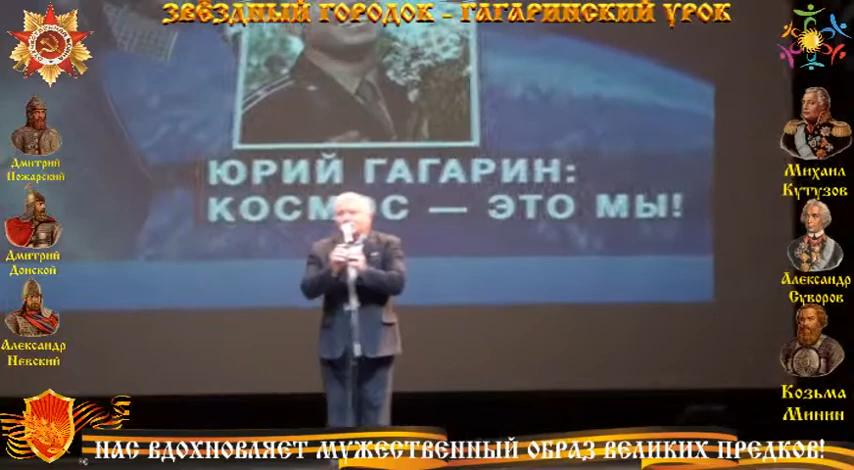 ЗВЁЗДНЫЙ ГОРОДОК - ГАГАРИНСКИЙ УРОК
ЮРИЙ ГАГАРИН:
КОСМОС — ЭТО МЫ!
Дмитрий
Пожарский
Дмитрий
Донской
Александр
Невский
Михаил
Кутузов
Александр
Суворов
Козьма
Минин
НАС ВДОХНОВЛЯЕТ МУЖЕСТВЕННЫЙ ОБРАЗ ВЕЛИКИХ ПРЕДКОВ!